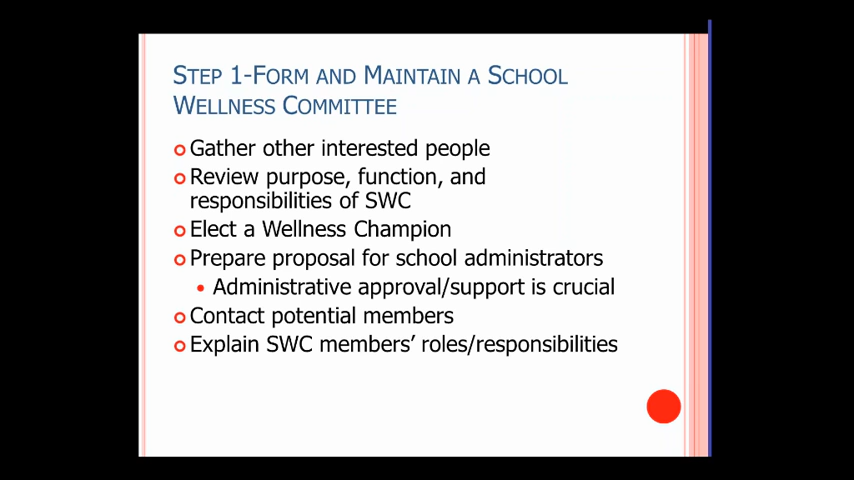 Step 1-Form and Maintain a School
Wellness Committee
Gather other interested people
Review purpose, function, and
responsibilities of SWC
Elect a Wellness Champion
Prepare proposal for school administrators
Administrative approval/support is crucial
Contact potential members
Explain SWC members' roles/responsibilities